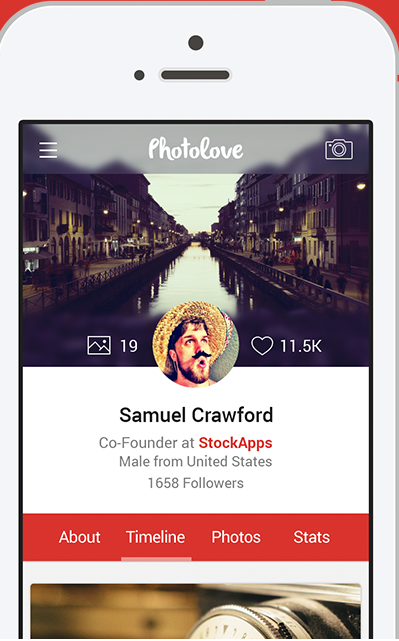 Photolove
19
11.5K
Samuel Crawford
Co-Founder at StockApps
Male from United States
1658 Followers
About Timeline Photos Stats